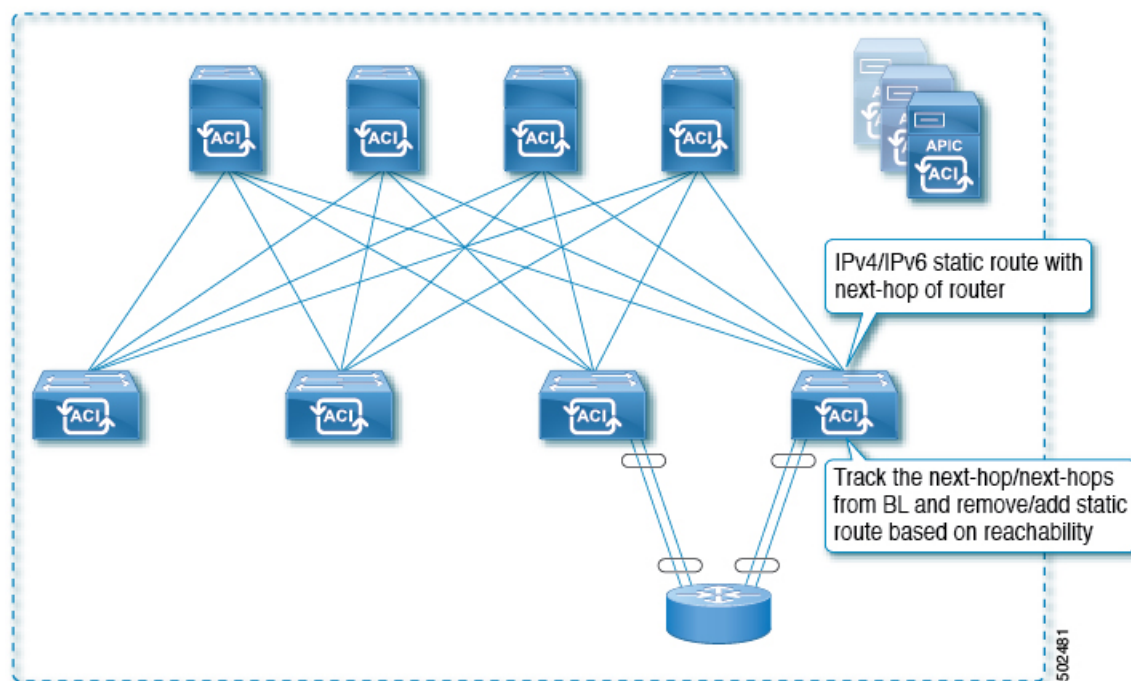 ACI
ACI
ACI
ACI
APIC
ACI
IPv4/IPv6 static route with
next-hop of router
ACI
ACI
ACI
ACI
Track the next-hop/next-hops
from BL and remove/add static
route based on reachability
502481